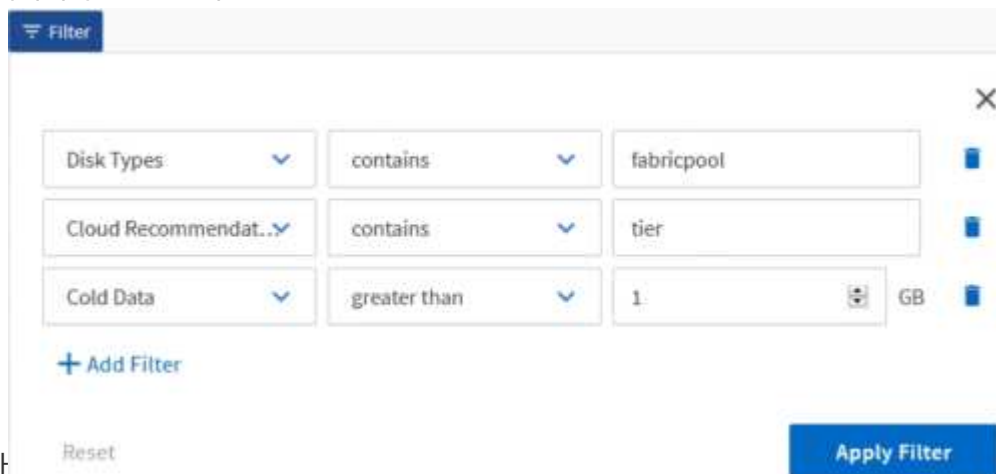 Filter
Disk Types contains fabricpool
Cloud Recommendat... contains tier
Cold Data greater than 1 GB
+ Add Filter
Reset Apply Filter